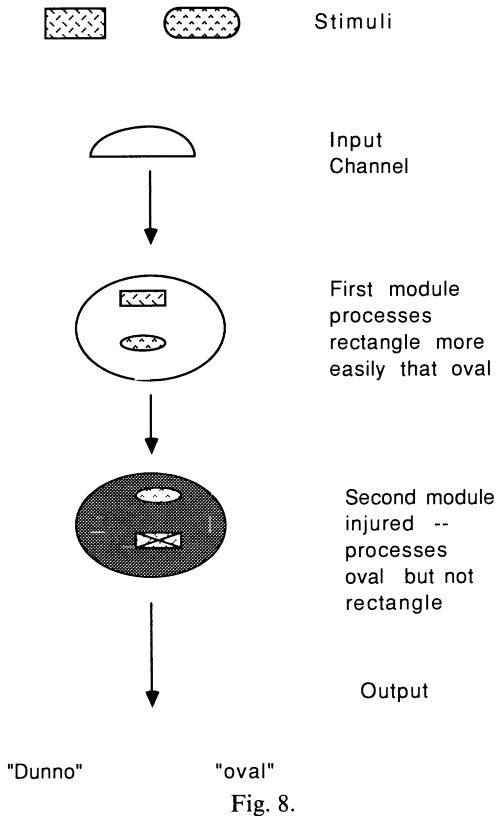 Stimuli
Input
Channel
First module
processes
rectangle more
easily that oval
Second module
injured --
processes
oval but not
rectangle
Output
"Dunno" "oval"
Fig. 8.